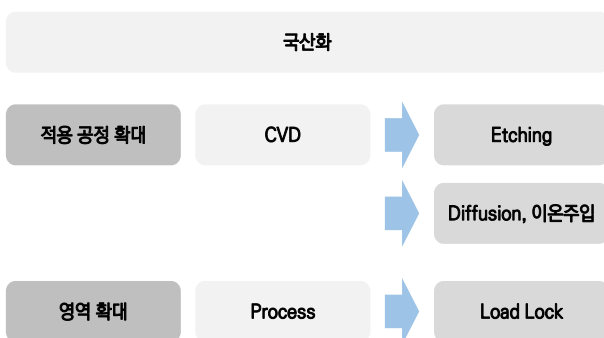 국산화
적용 공정 확대
CVD
Etching
Diffusion, 이온주입
영역 확대
Process
Load Lock